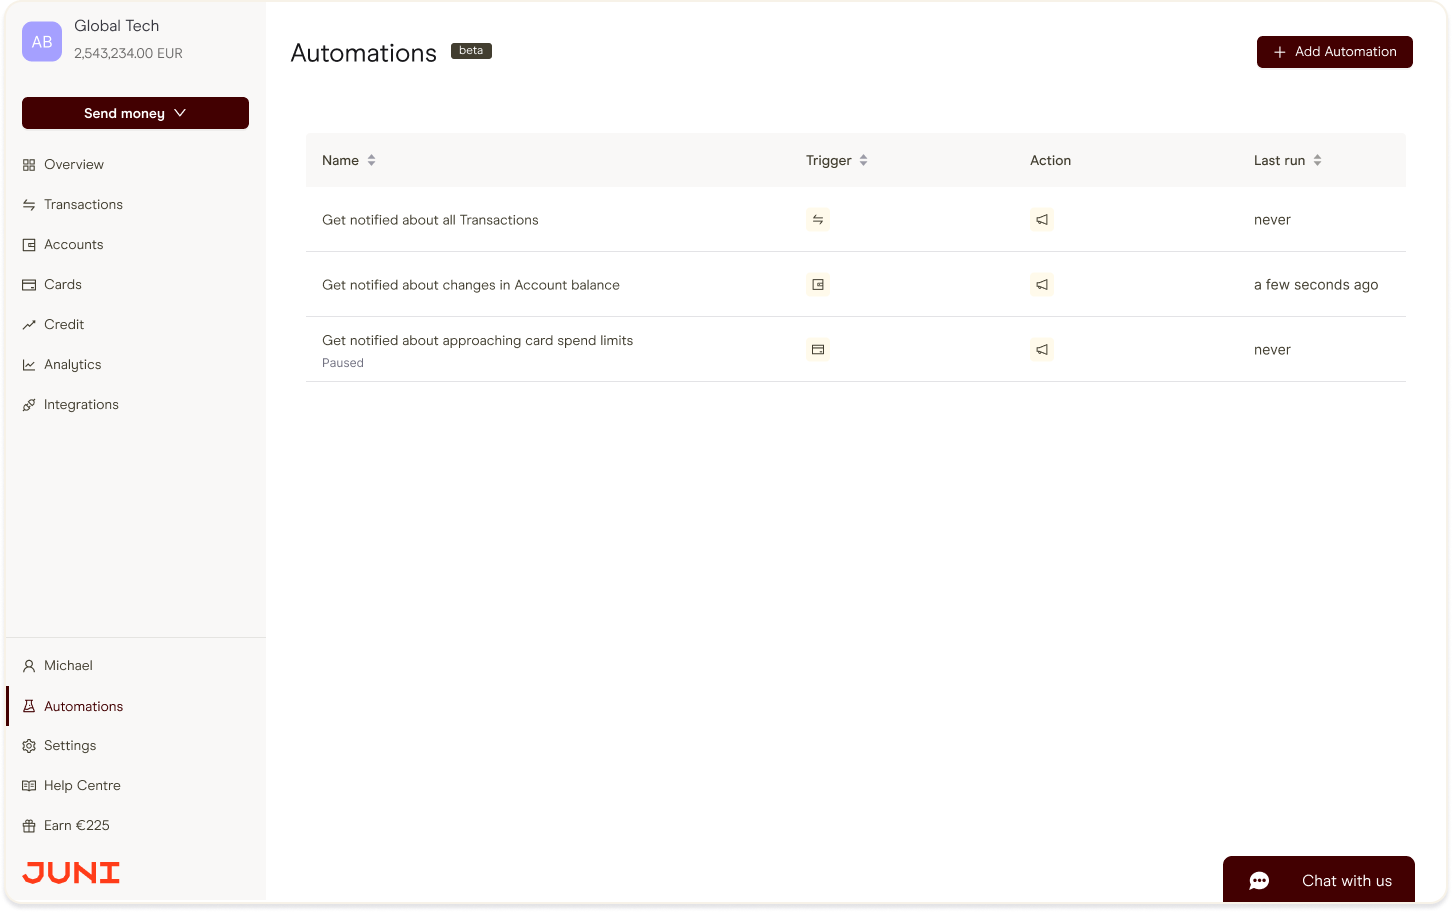 AB
Global Tech
2,543,234.00 EUR
Send money
Overview
Transactions
Accounts
Cards
Credit
Analytics
Integrations
Michael
Automations
Settings
Help Centre
Earn €225
JUNI
Automations beta
Add Automation
Name Trigger Action Last run
Get notified about all Transactions never
Get notified about changes in Account balance a few seconds ago
Get notified about approaching card spend limits
Paused
never
Chat with us